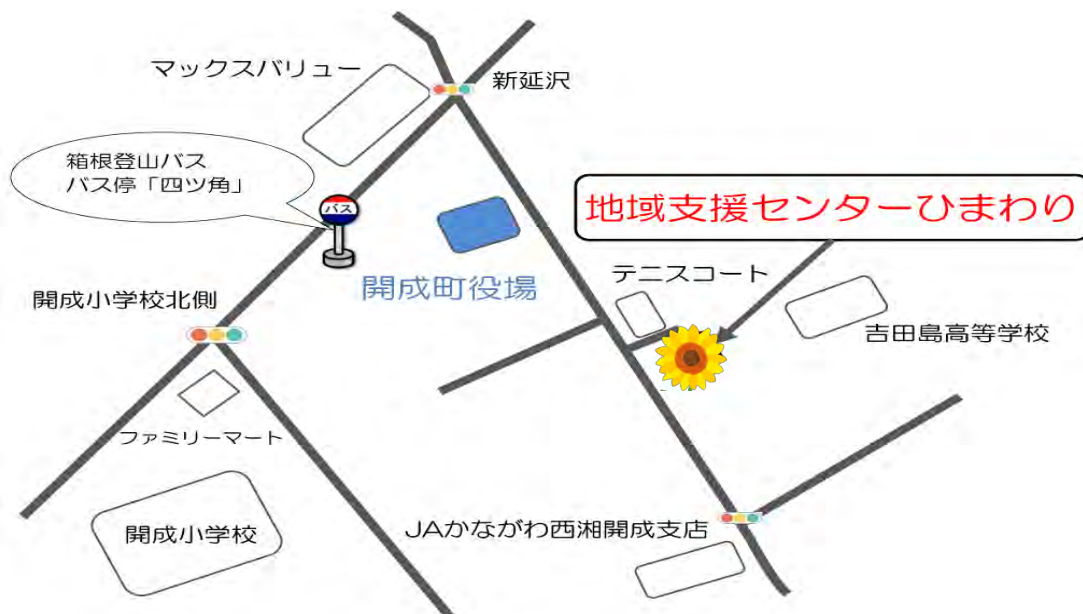 マックスバリュー
新延沢
箱根登山バス
バス停「四ツ角」
バス
地域支援センターひまわり
テニスコート
開成町役場
開成小学校北側
吉田島高等学校
ファミリーマート
開成小学校
JAかながわ西湘開成支店